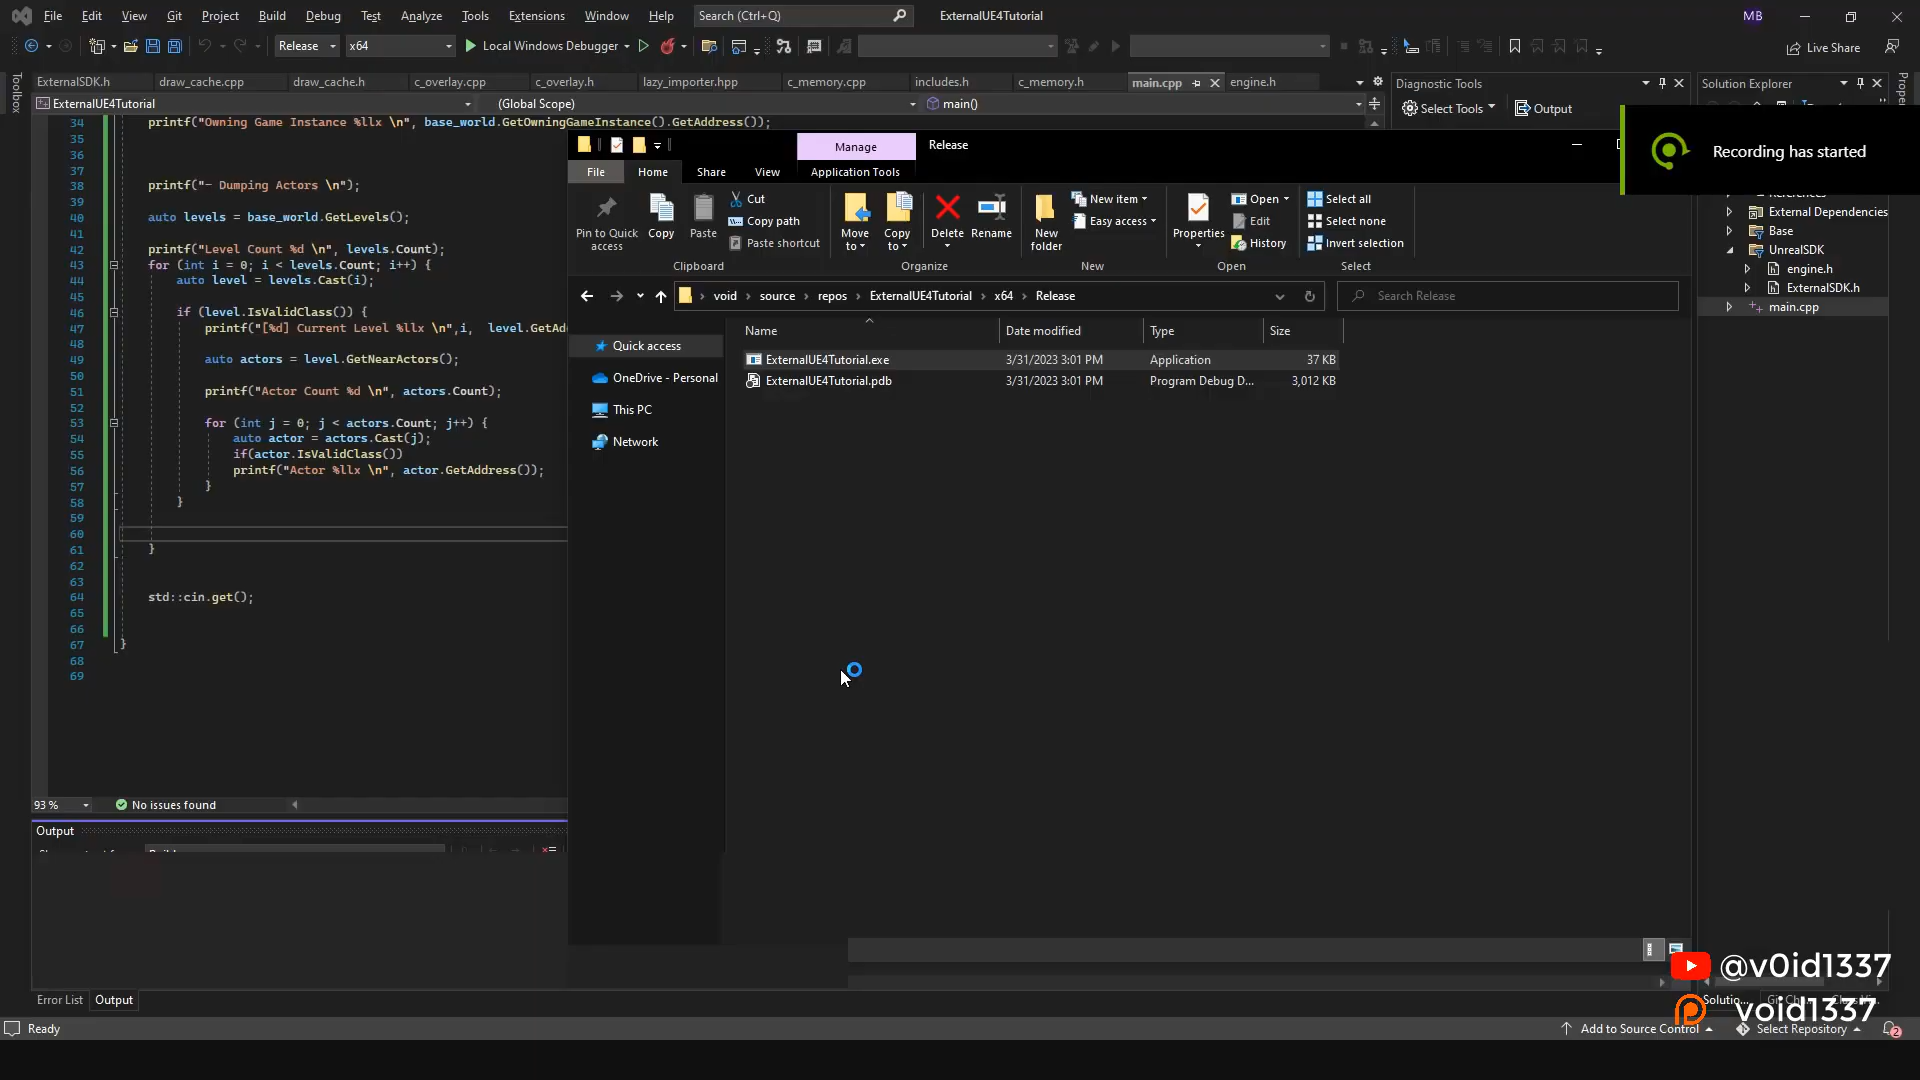 File Edit View Git Project Build Debug Test Analyze Tools Extensions Window Help Search (Ctrl+Q) ExternalUE4Tutorial MB
Release x64 Local Windows Debugger Live Share
Toolbox
ExternalSDK.h draw_cache.cpp draw_cache.h c_overlay.cpp c_overlay.h lazy_importer.hpp c_memory.cpp includes.h c_memory.h main.cpp engine.h
ExternalUE4Tutorial (Global Scope) main()
34 printf("Owning Game Instance %llx \n", base_world.GetOwningGameInstance().GetAddress());
35
36
37
38 printf("- Dumping Actors \n");
39
40 auto levels = base_world.GetLevels();
41
42 printf("Level Count %d \n", levels.Count);
43 for (int i = 0; i < levels.Count; i++) {
44 auto level = levels.Cast(i);
45
46 if (level.IsValidClass()) {
47 printf("[%d] Current Level %llx \n",i, level.GetAd
48
49 auto actors = level.GetNearActors();
50
51 printf("Actor Count %d \n", actors.Count);
52
53 for (int j = 0; j < actors.Count; j++) {
54 auto actor = actors.Cast(j);
55 if(actor.IsValidClass())
56 printf("Actor %llx \n", actor.GetAddress());
57 }
58 }
59
60
61 }
62
63
64 std::cin.get();
65
66
67 }
68
69
93 % No issues found
Output
Error List Output
Ready
Manage Release
File Home Share View Application Tools
Pin to Quick access
Copy
Paste
Cut
Copy path
Paste shortcut
Clipboard
Move to
Copy to
Delete
Rename
Organize
New folder
New item
Easy access
New
Properties
Open
Edit
History
Open
Select all
Select none
Invert selection
Select
void source repos ExternalUE4Tutorial x64 Release
Search Release
Quick access
OneDrive - Personal
This PC
Network
Name Date modified Type Size
ExternalUE4Tutorial.exe 3/31/2023 3:01 PM Application 37 KB
ExternalUE4Tutorial.pdb 3/31/2023 3:01 PM Program Debug D... 3,012 KB
Diagnostic Tools
Select Tools Output
Solution Explorer
Recording has started
External Dependencies
Base
UnrealSDK
engine.h
ExternalSDK.h
main.cpp
@v0id1337
void1337
Solutio...
Add to Source Control Select Repository 2